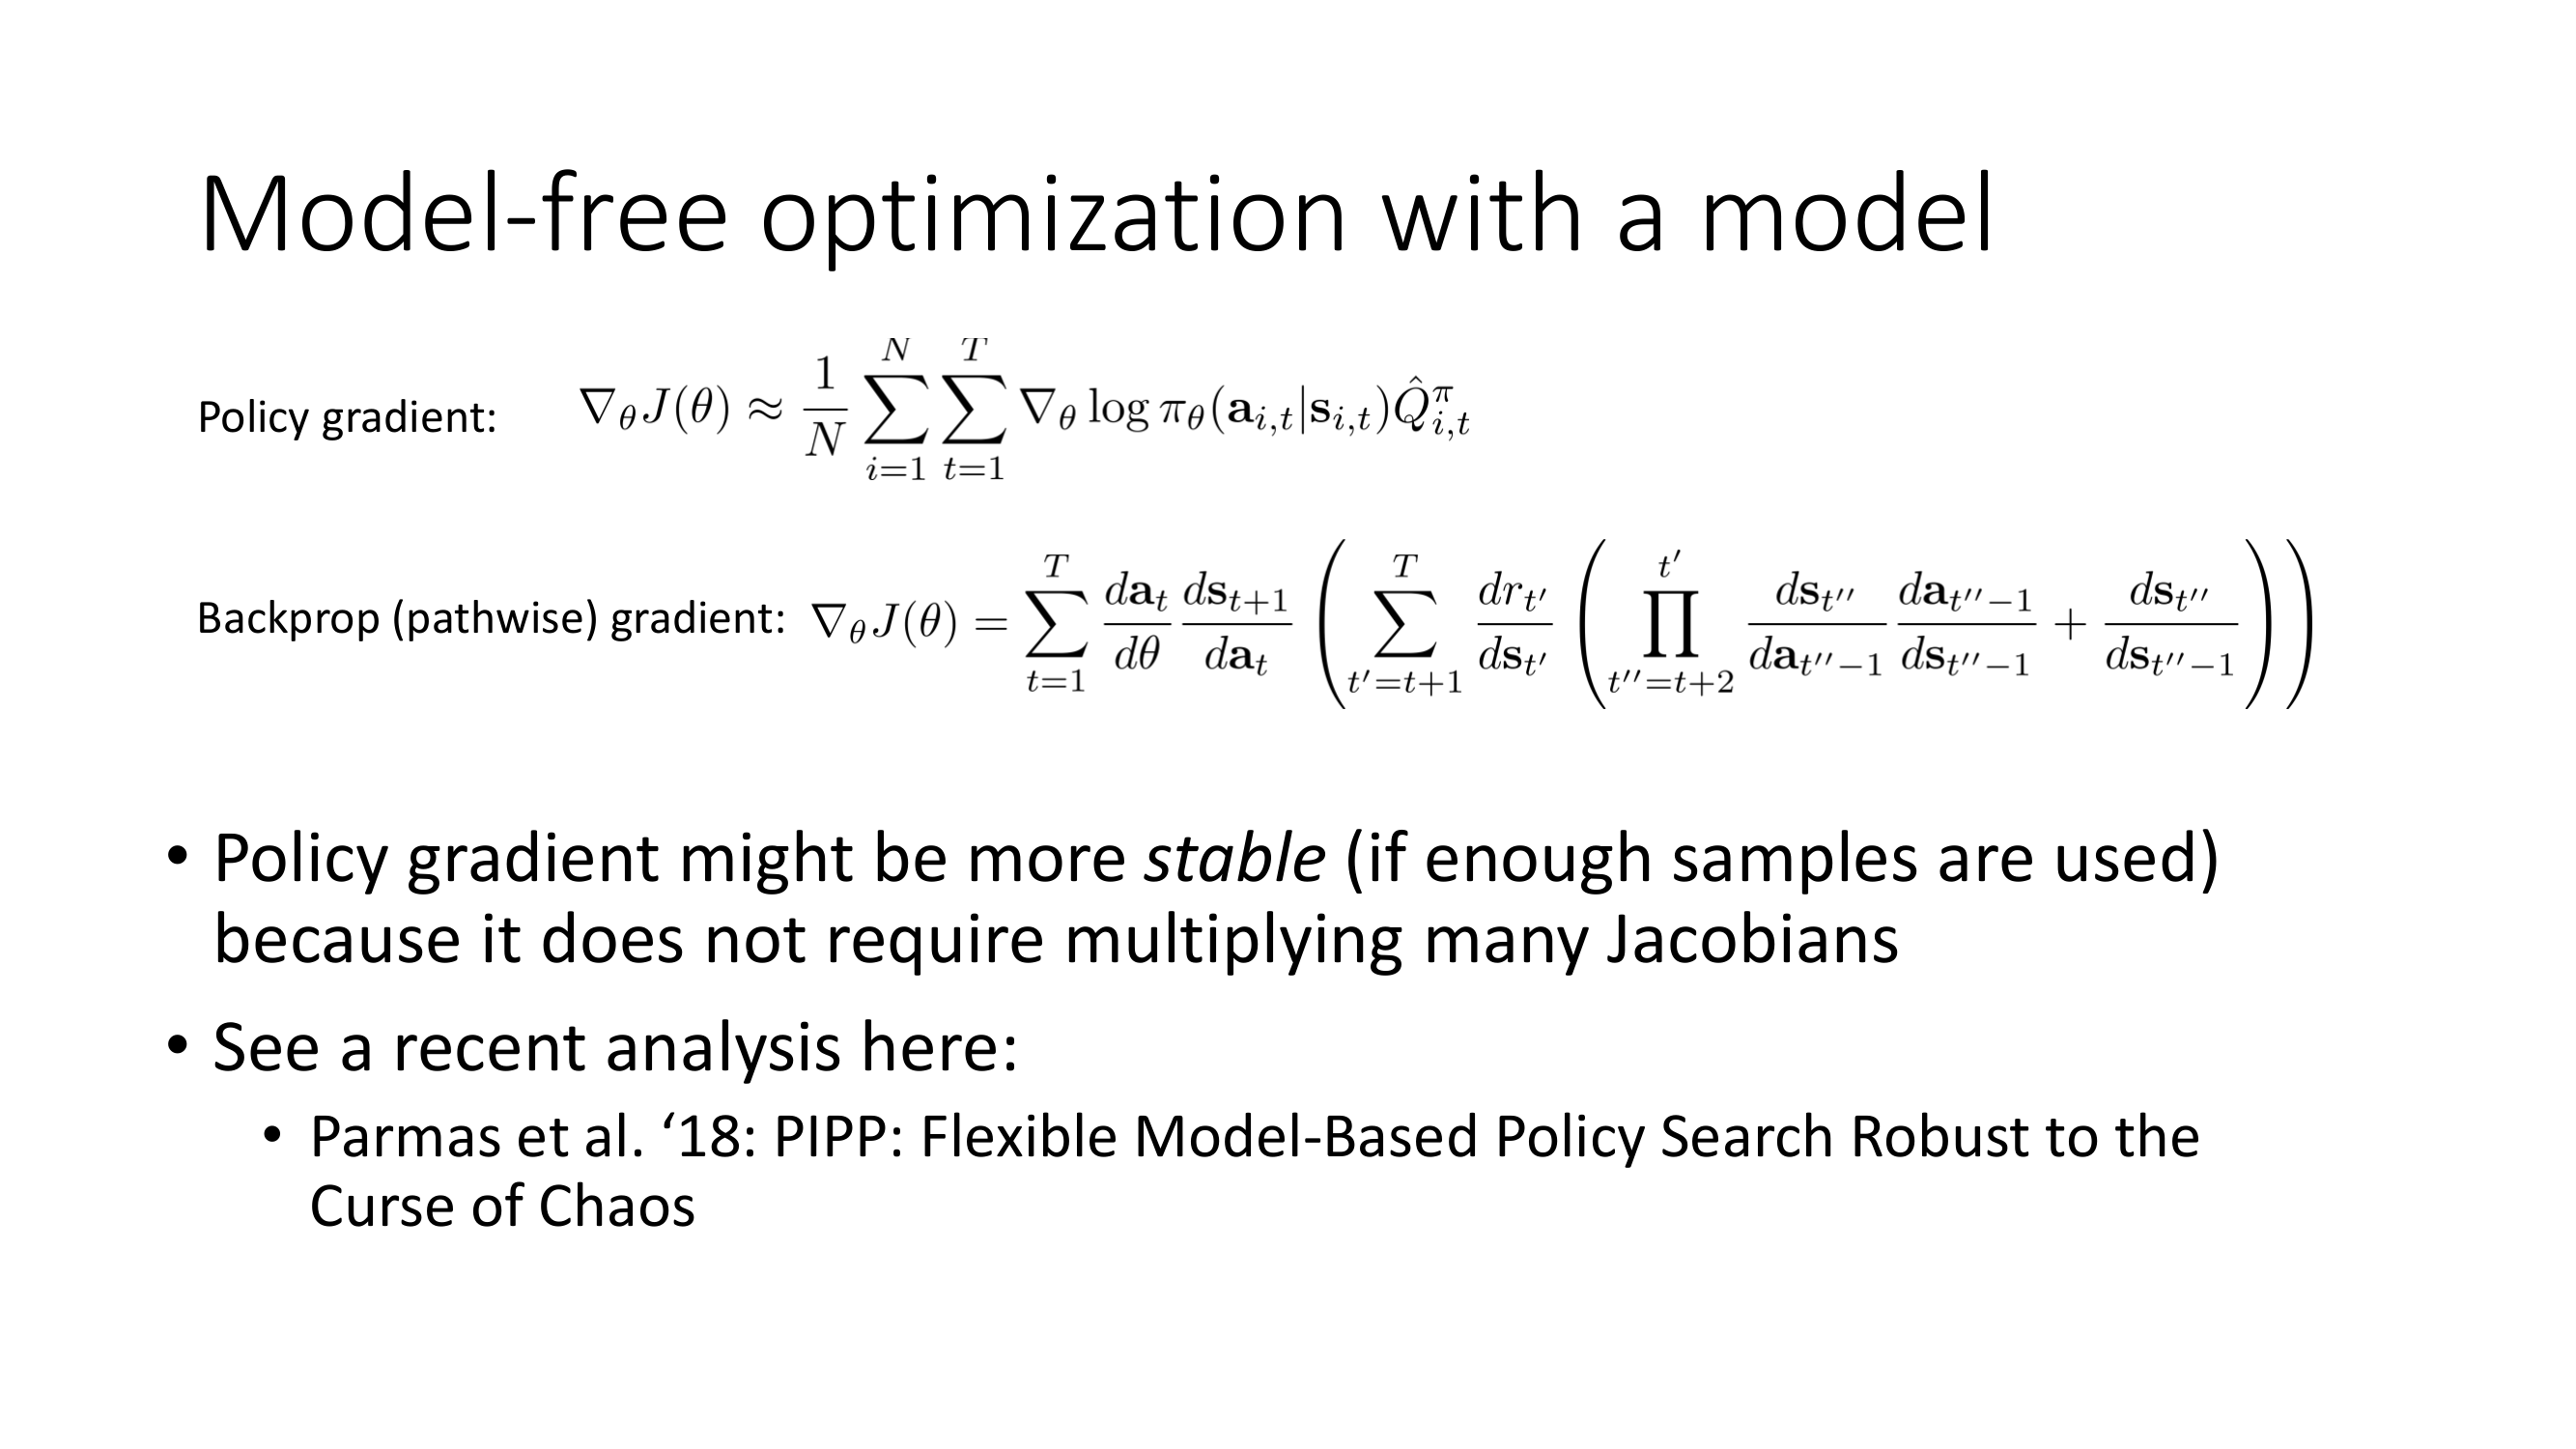 Model-free optimization with a model
Policy gradient: $\nabla_\theta J(\theta) \approx \frac{1}{N} \sum_{i=1}^{N} \sum_{t=1}^{T} \nabla_\theta \log \pi_\theta(\mathbf{a}_{i,t}|\mathbf{s}_{i,t}) \hat{Q}^\pi_{i,t}$
Backprop (pathwise) gradient: $\nabla_\theta J(\theta) = \sum_{t=1}^{T} \frac{d\mathbf{a}_t}{d\theta} \frac{d\mathbf{s}_{t+1}}{d\mathbf{a}_t} \left( \sum_{t'=t+1}^{T} \frac{dr_{t'}}{d\mathbf{s}_{t'}} \left( \prod_{t''=t+2}^{t'} \frac{d\mathbf{s}_{t''}}{d\mathbf{a}_{t''-1}} \frac{d\mathbf{a}_{t''-1}}{d\mathbf{s}_{t''-1}} + \frac{d\mathbf{s}_{t''}}{d\mathbf{s}_{t''-1}} \right) \right)$
• Policy gradient might be more stable (if enough samples are used)
because it does not require multiplying many Jacobians
• See a recent analysis here:
• Parmas et al. ‘18: PIPP: Flexible Model-Based Policy Search Robust to the
Curse of Chaos